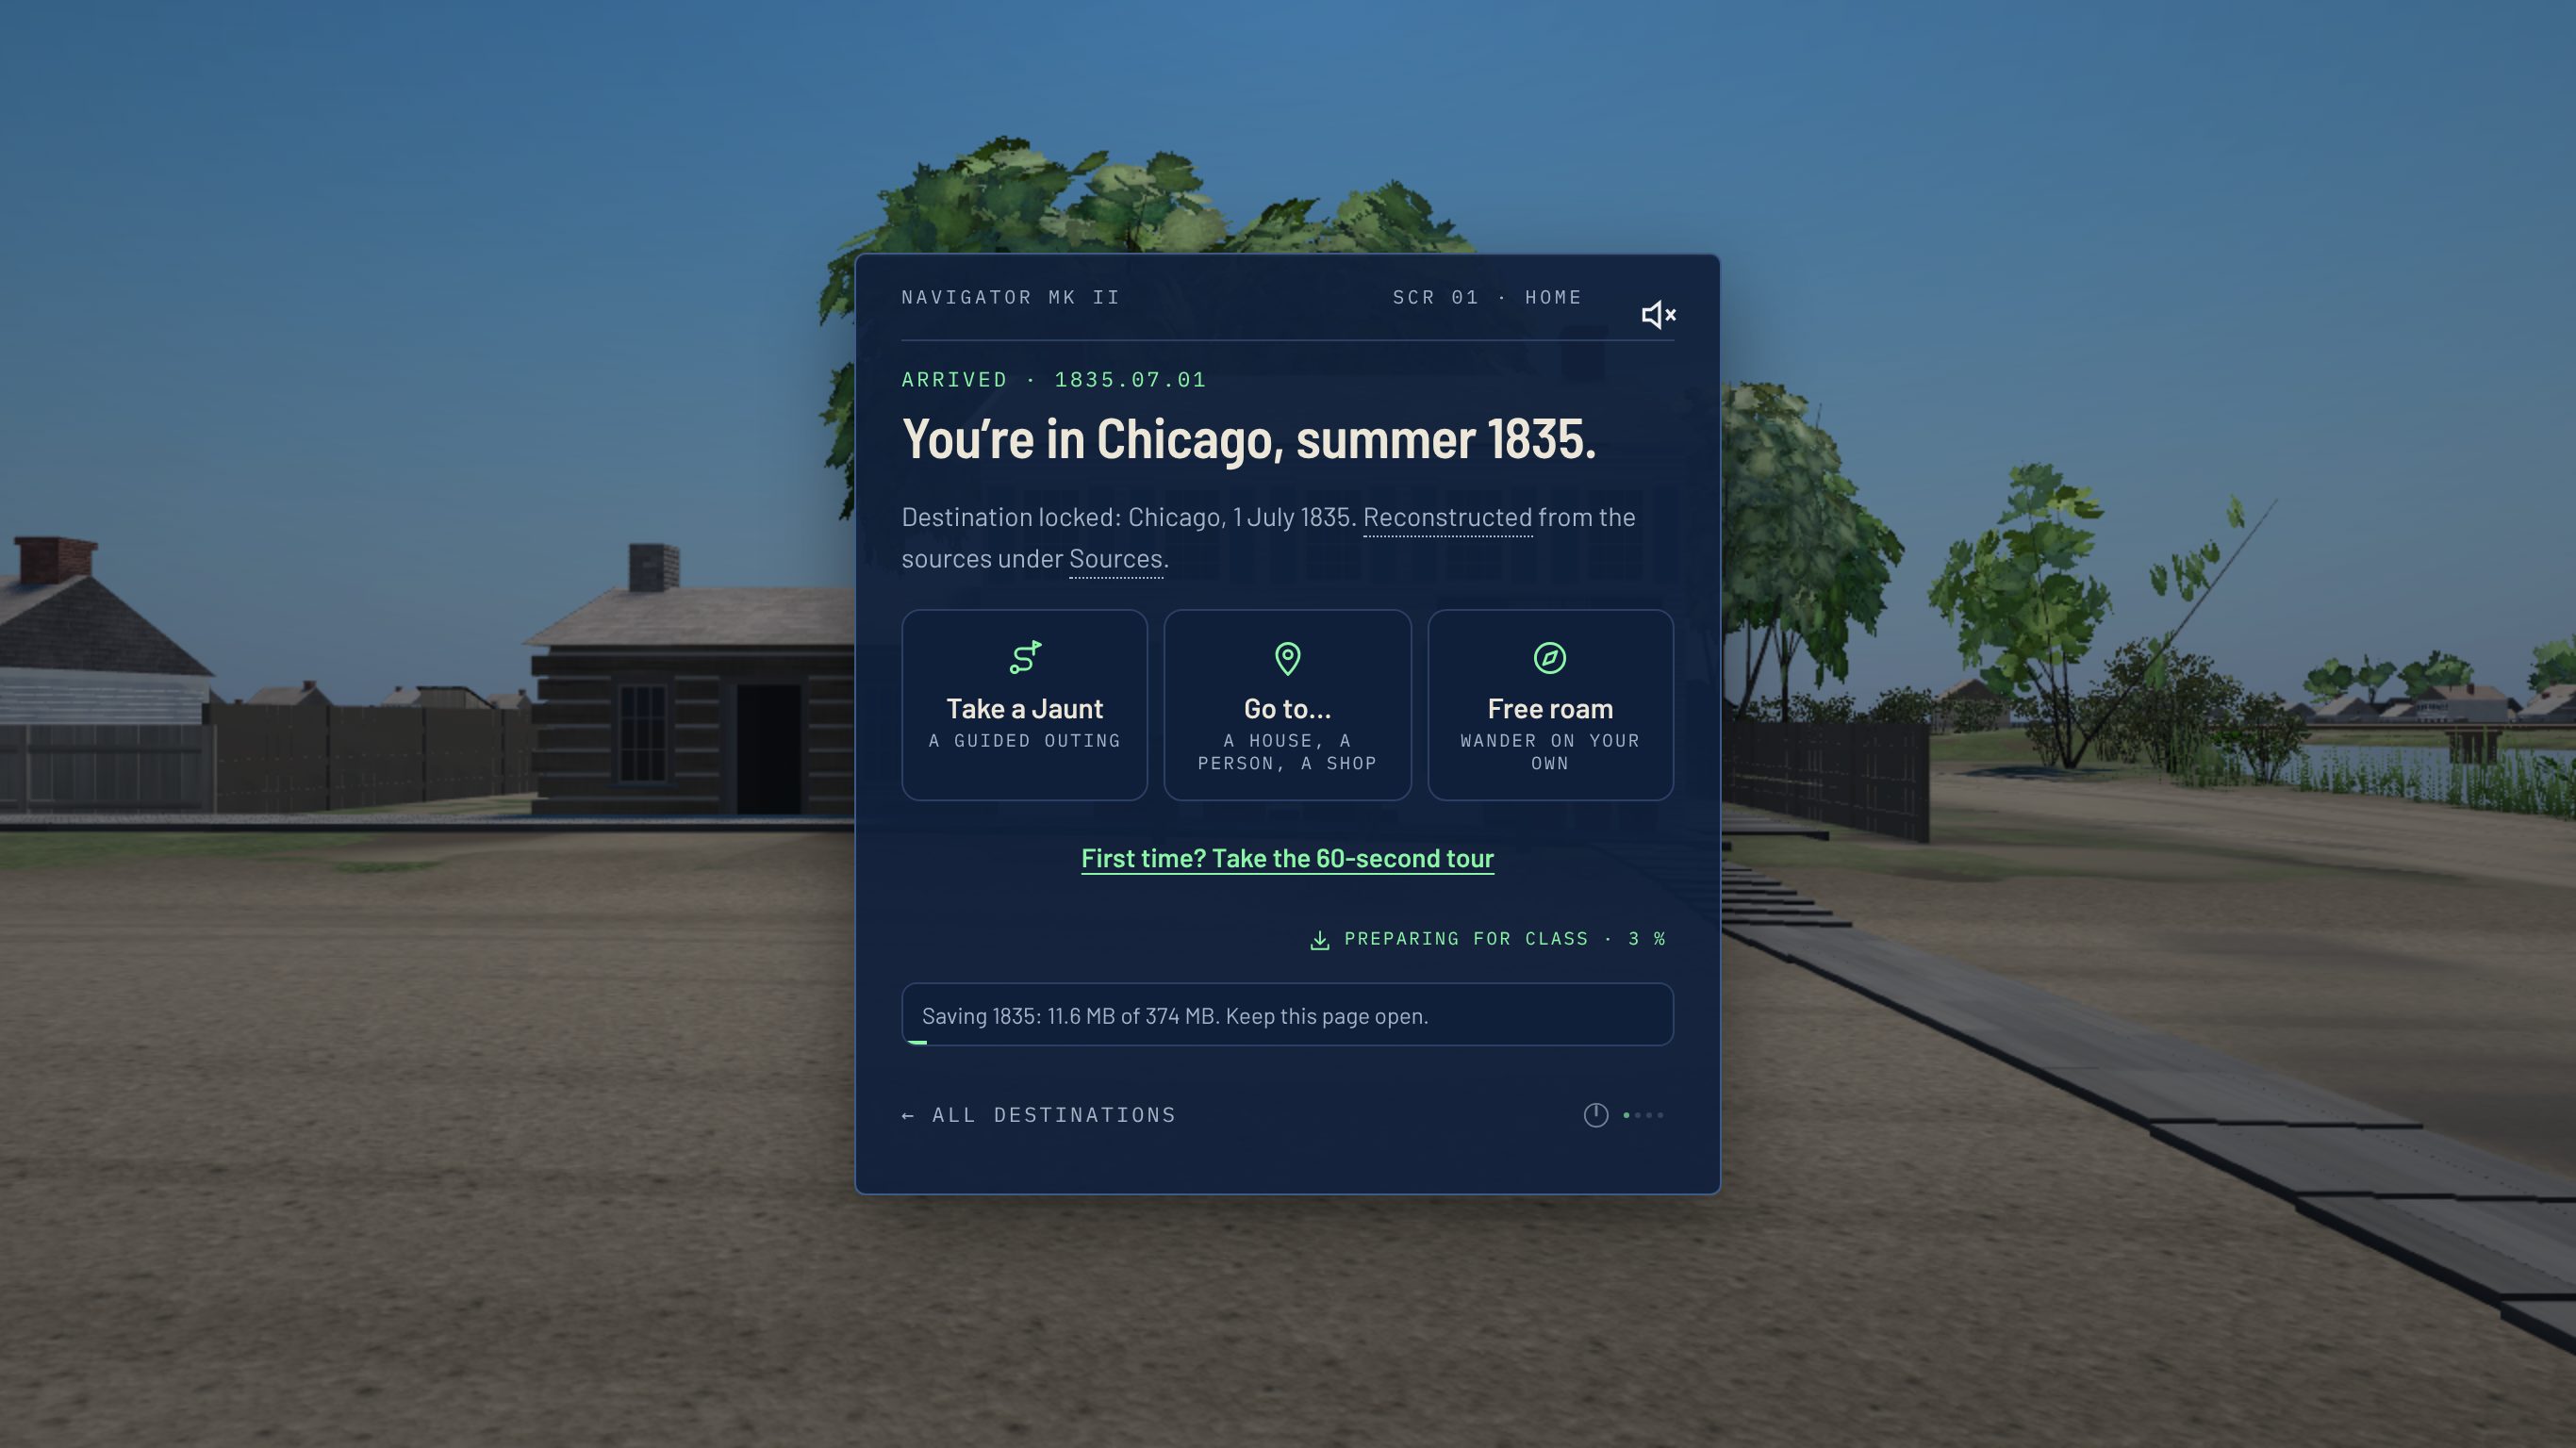 NAVIGATOR MK II
SCR 01 · HOME
ARRIVED · 1835.07.01
You’re in Chicago, summer 1835.
Destination locked: Chicago, 1 July 1835. Reconstructed from the
sources under Sources.
Take a Jaunt
A GUIDED OUTING
Go to…
A HOUSE, A
PERSON, A SHOP
Free roam
WANDER ON YOUR
OWN
First time? Take the 60-second tour
PREPARING FOR CLASS · 3 %
Saving 1835: 11.6 MB of 374 MB. Keep this page open.
← ALL DESTINATIONS